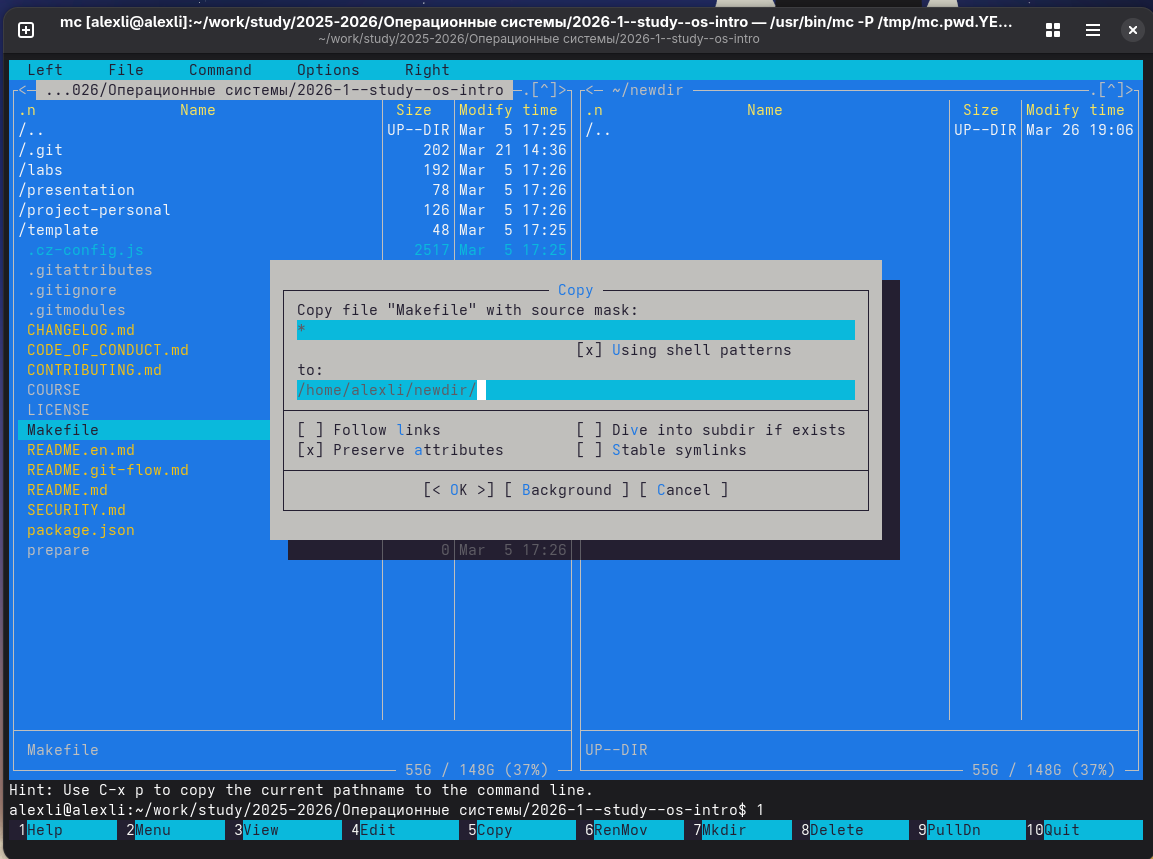 mc [alexli@alexli]:~/work/study/2025-2026/Операционные системы/2026-1--study--os-intro — /usr/bin/mc -P /tmp/mc.pwd.YE…
~/work/study/2025-2026/Операционные системы/2026-1--study--os-intro
Left File Command Options Right
<─ ...026/Операционные системы/2026-1--study--os-intro ─.[^]> <─ ~/newdir ─.[^]>
.n Name Size Modify time .n Name Size Modify time
/.. UP--DIR Mar 5 17:25 /.. UP--DIR Mar 26 19:06
/.git 202 Mar 21 14:36
/labs 192 Mar 5 17:26
/presentation 78 Mar 5 17:26
/project-personal 126 Mar 5 17:26
/template 48 Mar 5 17:25
.cz-config.js 2517 Mar 5 17:25
.gitattributes
.gitignore
.gitmodules
CHANGELOG.md
CODE_OF_CONDUCT.md
CONTRIBUTING.md
COURSE
LICENSE
Makefile
README.en.md
README.git-flow.md
README.md
SECURITY.md
package.json
prepare 0 Mar 5 17:26
Copy
Copy file "Makefile" with source mask:
*
[x] Using shell patterns
to:
/home/alexli/newdir/
[ ] Follow links [ ] Dive into subdir if exists
[x] Preserve attributes [ ] Stable symlinks
[< OK >] [ Background ] [ Cancel ]
Makefile UP--DIR
55G / 148G (37%) 55G / 148G (37%)
Hint: Use C-x p to copy the current pathname to the command line.
alexli@alexli:~/work/study/2025-2026/Операционные системы/2026-1--study--os-intro$ 1
1Help 2Menu 3View 4Edit 5Copy 6RenMov 7Mkdir 8Delete 9PullDn 10Quit